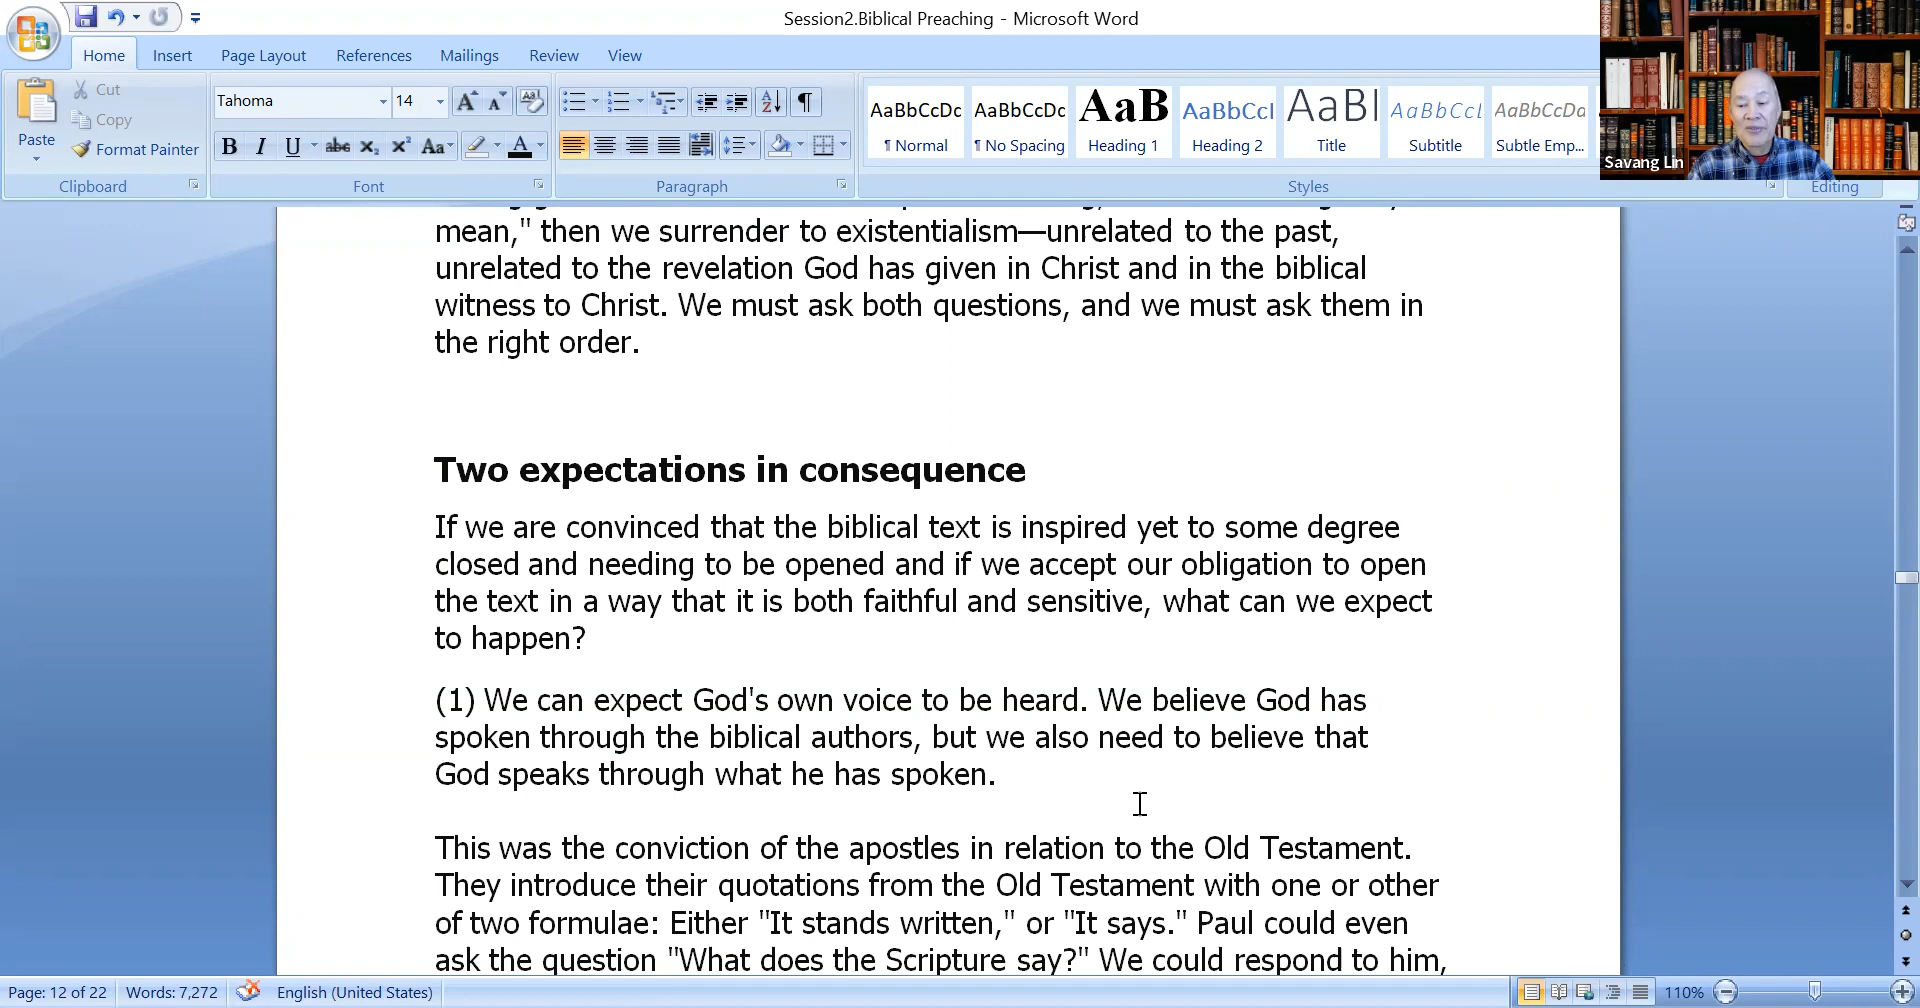 Session2.Biblical Preaching - Microsoft Word
Home Insert Page Layout References Mailings Review View
Paste
Cut
Copy
Format Painter
Clipboard
Tahoma 14
B I U abc x₂ x² Aa A
Font
Paragraph
AaBbCcDc AaBbCcDc AaB AaBbCcI AaBl AaBbCcL AaBbCcDa
¶ Normal ¶ No Spacing Heading 1 Heading 2 Title Subtitle Subtle Emp...
Styles
Editing
Savang Lin
mean," then we surrender to existentialism—unrelated to the past,
unrelated to the revelation God has given in Christ and in the biblical
witness to Christ. We must ask both questions, and we must ask them in
the right order.
Two expectations in consequence
If we are convinced that the biblical text is inspired yet to some degree
closed and needing to be opened and if we accept our obligation to open
the text in a way that it is both faithful and sensitive, what can we expect
to happen?
(1) We can expect God's own voice to be heard. We believe God has
spoken through the biblical authors, but we also need to believe that
God speaks through what he has spoken.
This was the conviction of the apostles in relation to the Old Testament.
They introduce their quotations from the Old Testament with one or other
of two formulae: Either "It stands written," or "It says." Paul could even
ask the question "What does the Scripture say?" We could respond to him,
Page: 12 of 22 Words: 7,272 English (United States) 110%